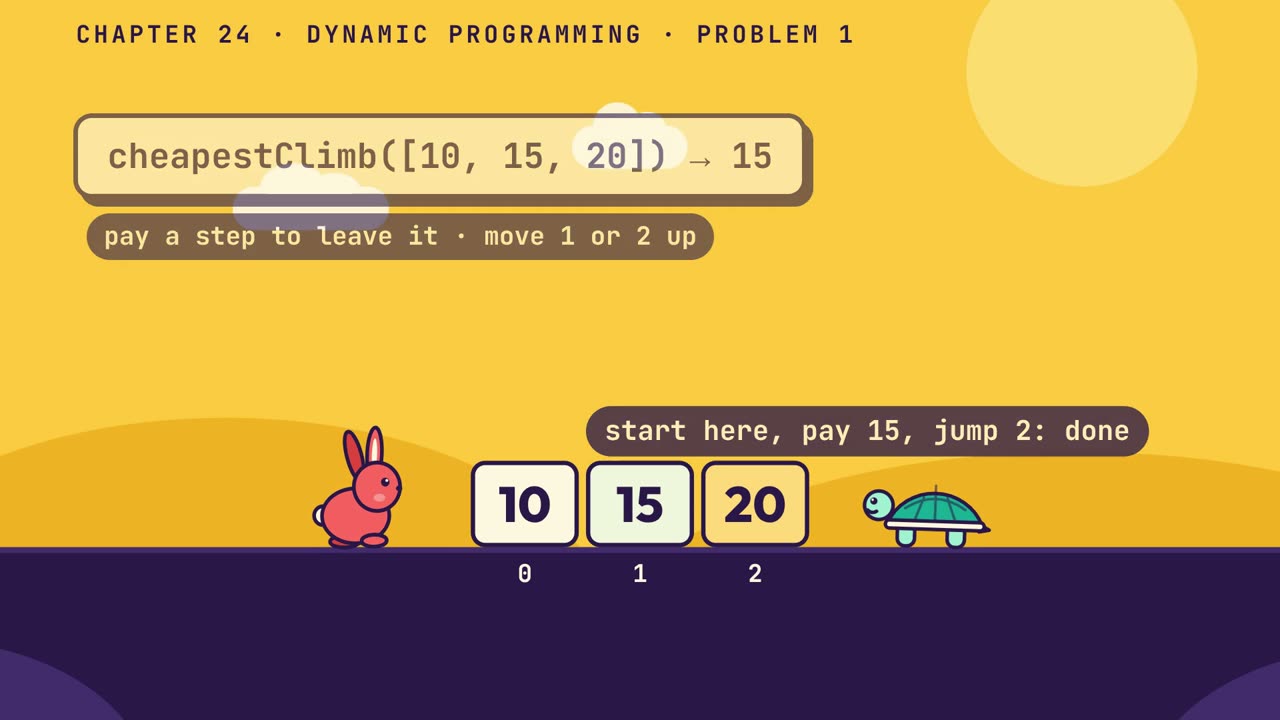 CHAPTER 24 · DYNAMIC PROGRAMMING · PROBLEM 1
cheapestClimb([10, 15, 20]) → 15
pay a step to leave it · move 1 or 2 up
start here, pay 15, jump 2: done
10 15 20
0 1 2